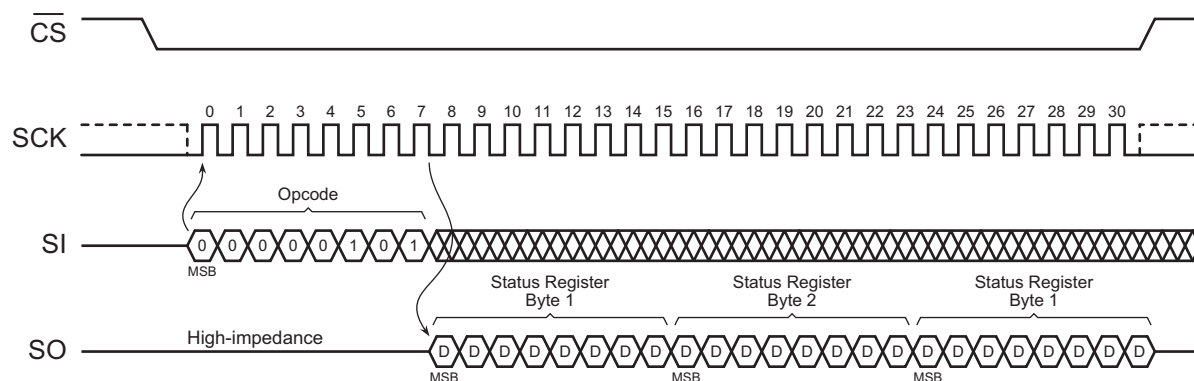 C̅S̅
0 1 2 3 4 5 6 7 8 9 10 11 12 13 14 15 16 17 18 19 20 21 22 23 24 25 26 27 28 29 30
SCK
Opcode
SI 0 0 0 0 0 1 0 1
MSB
Status Register Byte 1
Status Register Byte 2
Status Register Byte 1
High-impedance
SO D D D D D D D D D D D D D D D D D D D D D D D D
MSB MSB MSB